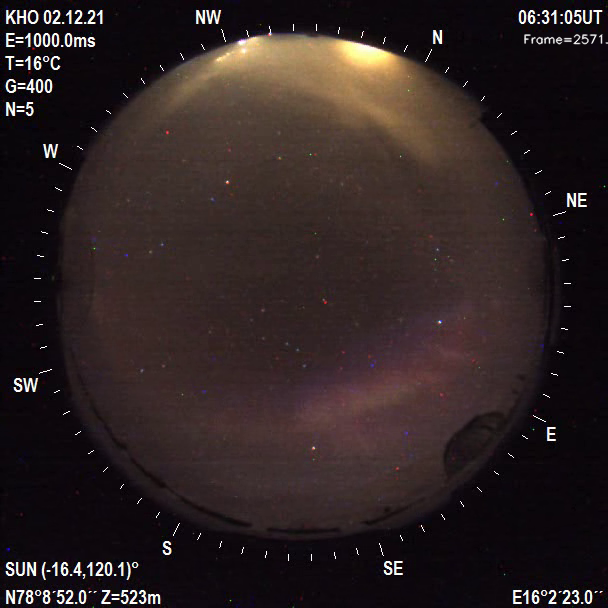 KHO 02.12.21
E=1000.0ms
T=16°C
G=400
N=5
06:31:05UT
Frame=2571.
NW
N
W
NE
SW
E
S
SE
SUN (-16.4,120.1)°
N78°8´52.0´´ Z=523m
E16°2´23.0´´